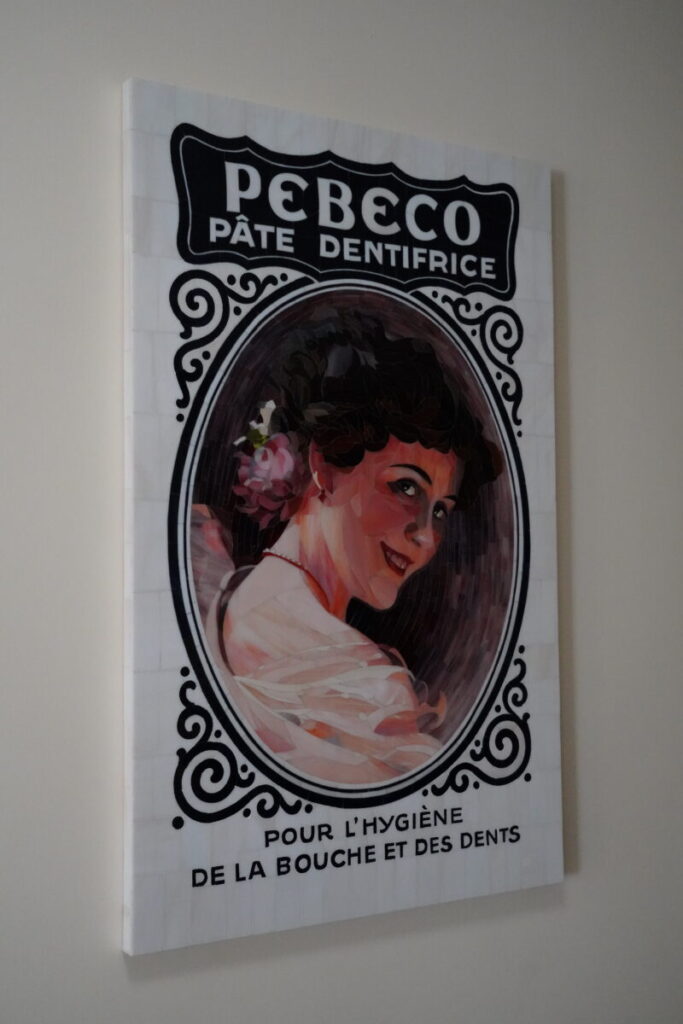 PEBECO
PÂTE DENTIFRICE
POUR L'HYGIÈNE
DE LA BOUCHE ET DES DENTS